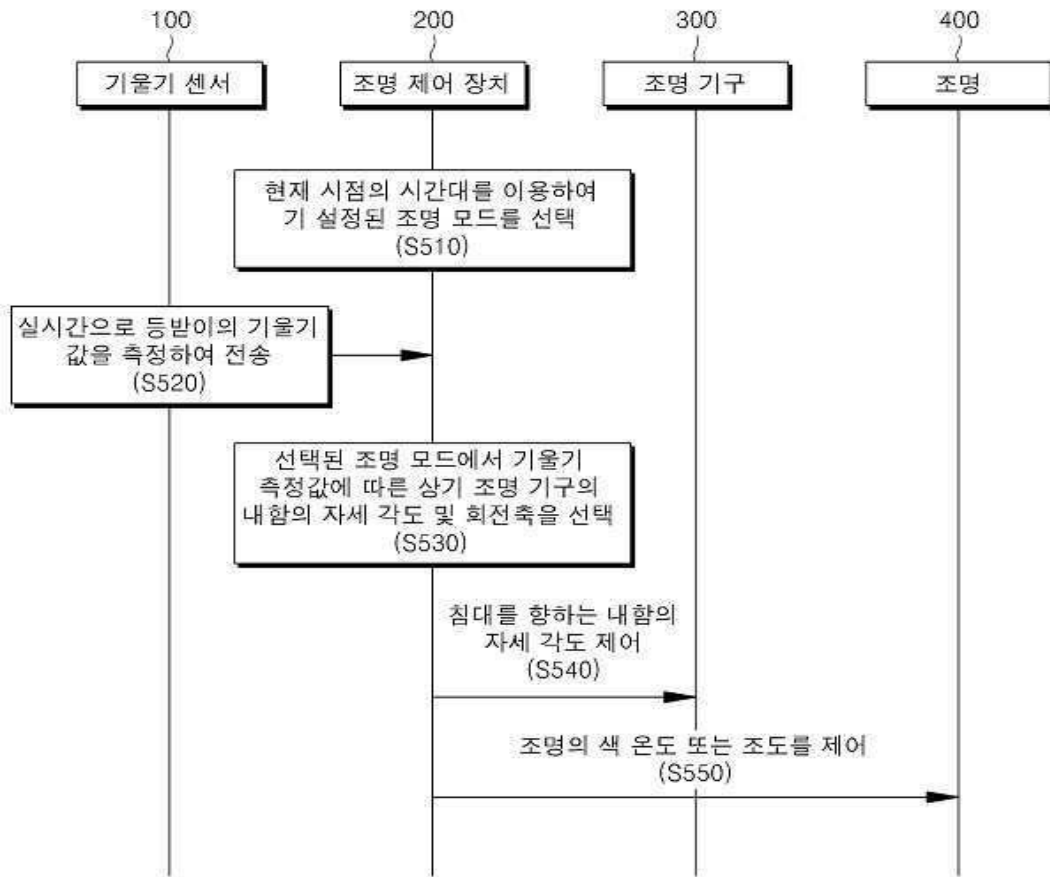 100
200
300
400
기울기 센서
조명 제어 장치
조명 기구
조명
현재 시점의 시간대를 이용하여
기 설정된 조명 모드를 선택
(S510)
실시간으로 등받이의 기울기
값을 측정하여 전송
(S520)
선택된 조명 모드에서 기울기
측정값에 따른 상기 조명 기구의
내함의 자세 각도 및 회전축을 선택
(S530)
침대를 향하는 내함의
자세 각도 제어
(S540)
조명의 색 온도 또는 조도를 제어
(S550)